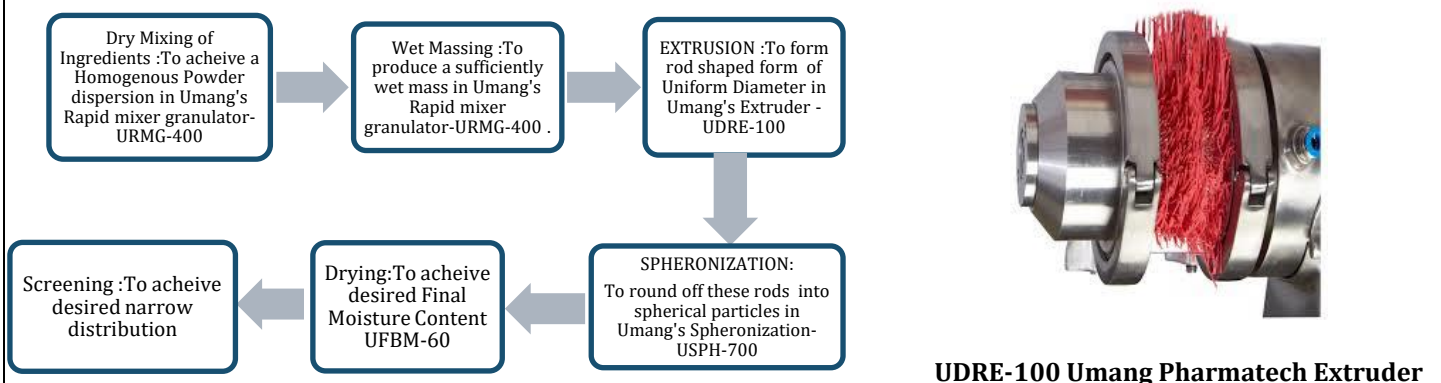 Dry Mixing of
Ingredients :To acheive a
Homogenous Powder
dispersion in Umang's
Rapid mixer granulator-
URMG-400
Wet Massing :To
produce a sufficiently
wet mass in Umang's
Rapid mixer
granulator-URMG-400 .
EXTRUSION :To form
rod shaped form of
Uniform Diameter in
Umang's Extruder -
UDRE-100
SPHERONIZATION:
To round off these rods into
spherical particles in
Umang's Spheronization-
USPH-700
Drying:To acheive
desired Final
Moisture Content
UFBM-60
Screening :To acheive
desired narrow
distribution
UDRE-100 Umang Pharmatech Extruder